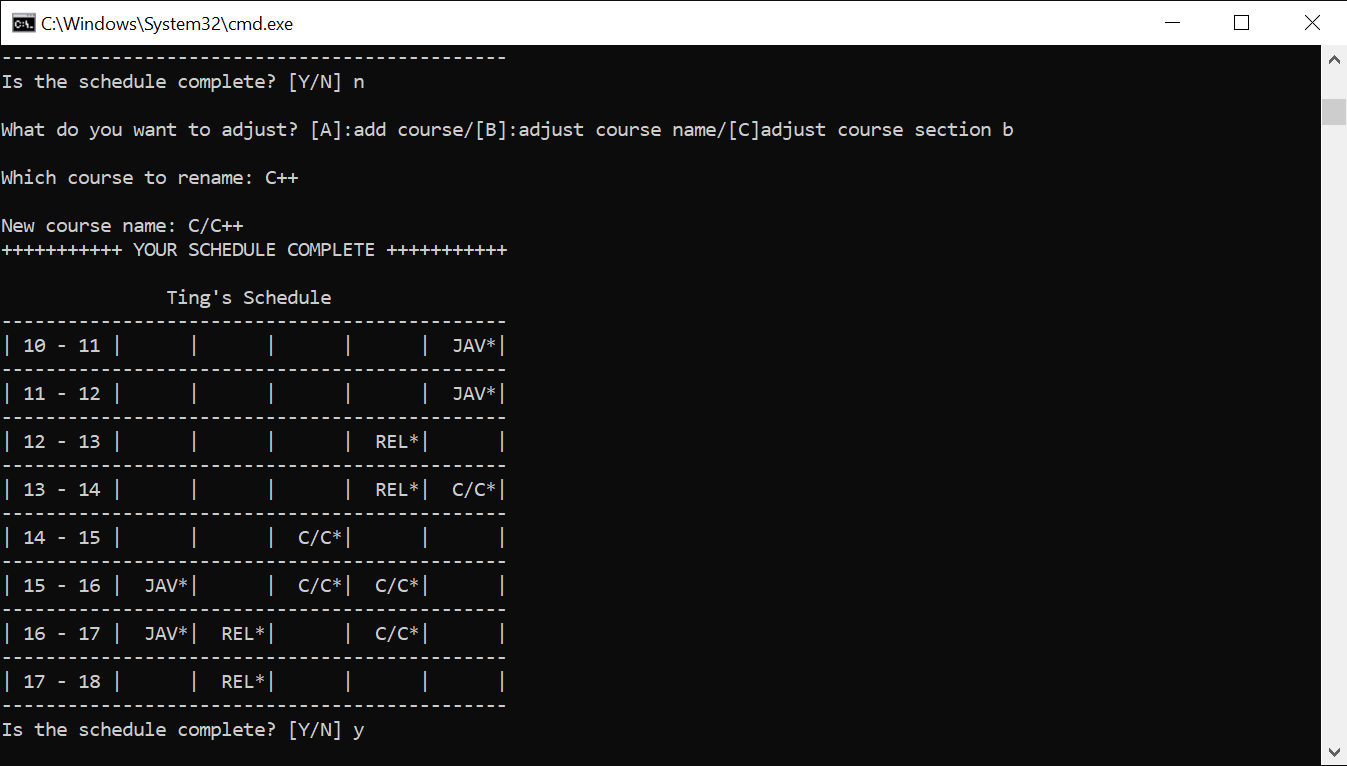 C:\Windows\System32\cmd.exe
----------------------------------------------
Is the schedule complete? [Y/N] n
What do you want to adjust? [A]:add course/[B]:adjust course name/[C]adjust course section b
Which course to rename: C++
New course name: C/C++
+++++++++++ YOUR SCHEDULE COMPLETE +++++++++++
               Ting's Schedule
----------------------------------------------
| 10 - 11 |      |      |      |      |  JAV*|
----------------------------------------------
| 11 - 12 |      |      |      |      |  JAV*|
----------------------------------------------
| 12 - 13 |      |      |      |  REL*|      |
----------------------------------------------
| 13 - 14 |      |      |      |  REL*|  C/C*|
----------------------------------------------
| 14 - 15 |      |      |  C/C*|      |      |
----------------------------------------------
| 15 - 16 |  JAV*|      |  C/C*|  C/C*|      |
----------------------------------------------
| 16 - 17 |  JAV*|  REL*|      |  C/C*|      |
----------------------------------------------
| 17 - 18 |      |  REL*|      |      |      |
----------------------------------------------
Is the schedule complete? [Y/N] y